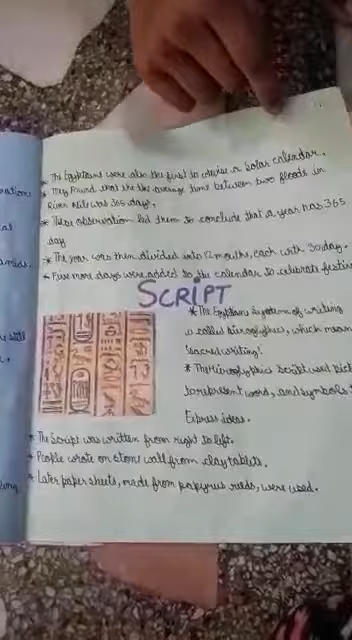 * The Egyptians were also the first to devise a Solar calendar.
* They found that the the average time between two floods in
River Nile was 365 days.
* These observation led them to conclude that a year has 365
day
* The year was then divided into 12 months, each with 30 day.
* Five more days were added to the calendar to celebrate
SCRIPT
* The Egyptians system of writing
is called hieroglyphics, which mean
'sacred writing'.
* The Hieroglyphics Script used
to represent word, and symbols
Express ideas.
* The Script was written from right to left.
* People wrote on stone wall from clay tablets.
* Later paper sheets, made from papyrus reeds, were used.